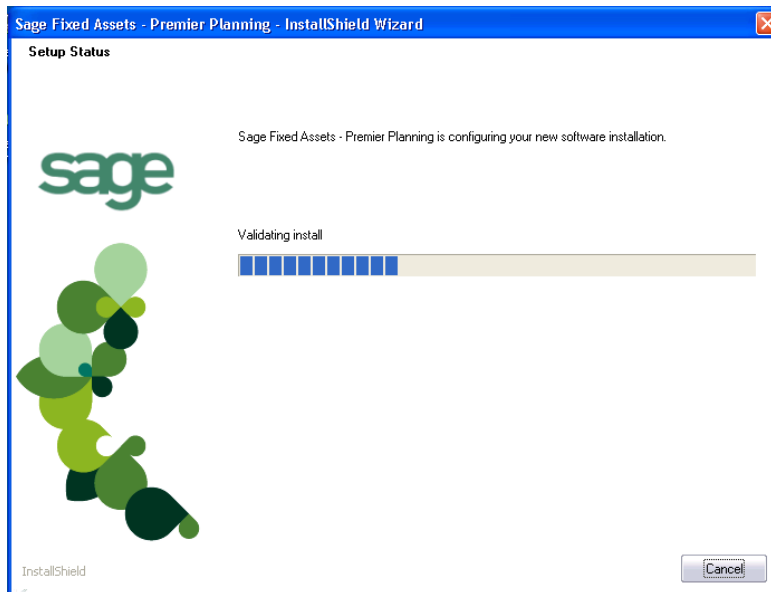 Sage Fixed Assets - Premier Planning - InstallShield Wizard
Setup Status
Sage Fixed Assets - Premier Planning is configuring your new software installation.
sage
Validating install
InstallShield
Cancel